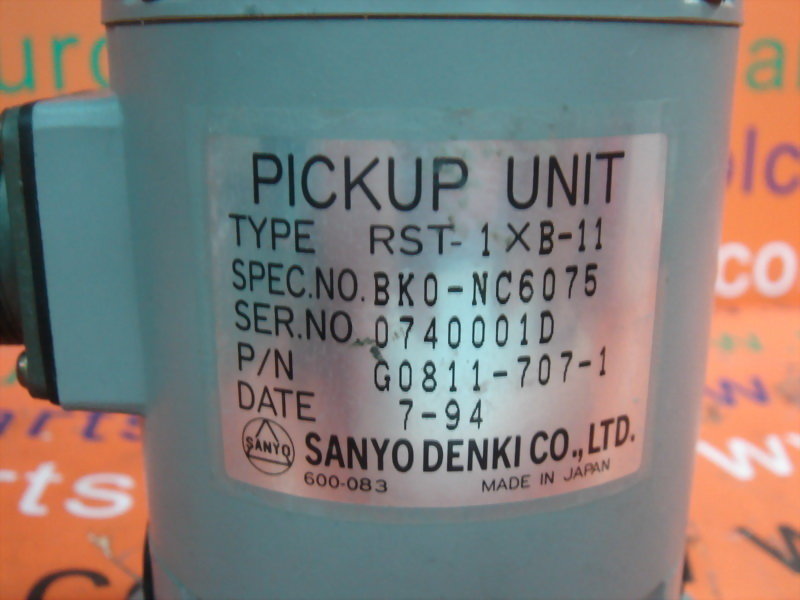 PICKUP UNIT
TYPE RST-1×B-11
SPEC.NO. BKO-NC6075
SER.NO. 0740001D
P/N G0811-707-1
DATE 7-94
SANYO SANYO DENKI CO., LTD.
600-083 MADE IN JAPAN